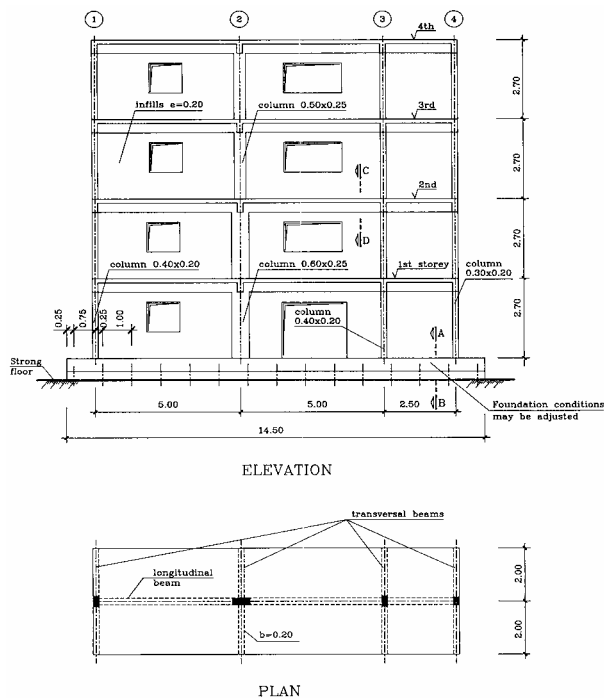 1 2 3 4
4th
infills e=0.20
column 0.50x0.25
3rd
2.70
C
2.70
2nd
D
column 0.40x0.20
column 0.60x0.25
1st storey
column
0.30x0.20
2.70
0.25
0.75
0.25
1.00
column
0.40x0.20
A
2.70
Strong
floor
B
5.00 5.00 2.50
Foundation conditions
may be adjusted
14.50
ELEVATION
transversal beams
longitudinal
beam
2.00
b=0.20
2.00
PLAN